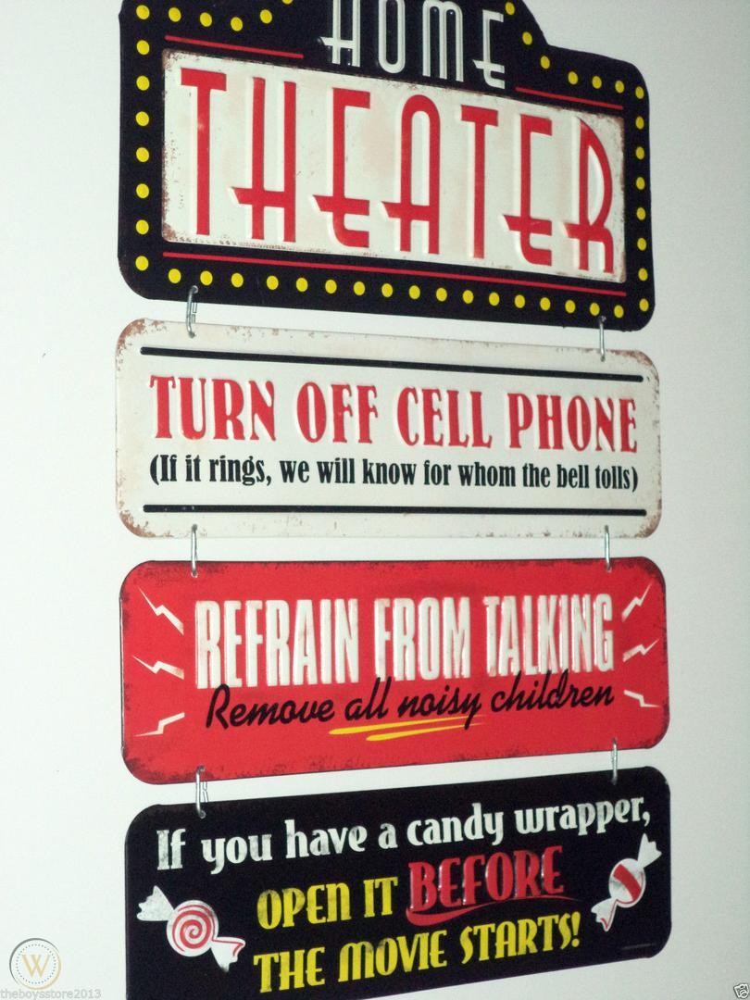 HOME
THEATER
TURN OFF CELL PHONE
(If it rings, we will know for whom the bell tolls)
REFRAIN FROM TALKING
Remove all noisy children
If you have a candy wrapper,
OPEN IT BEFORE
THE MOVIE STARTS!
W
theboysstore2013